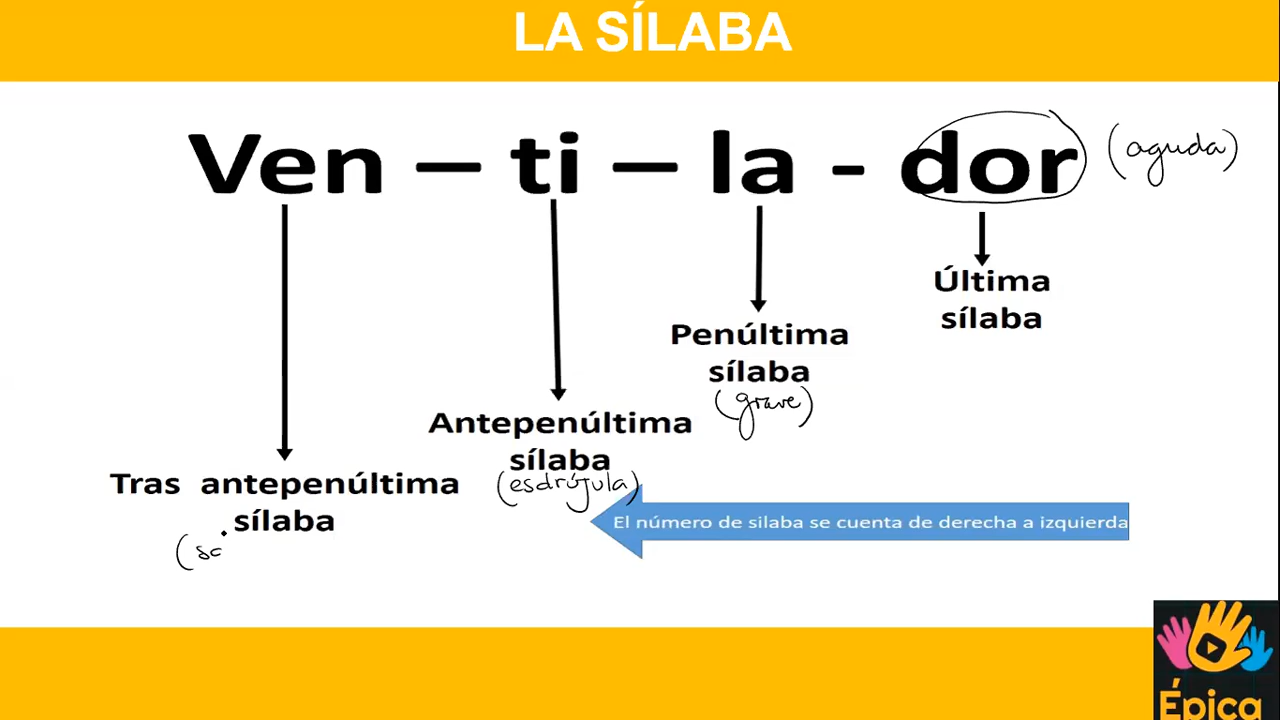 LA SÍLABA
Ven – ti – la - dor (aguda)
Última
sílaba
Penúltima
sílaba
(grave)
Antepenúltima
sílaba
(esdrújula)
Tras antepenúltima
sílaba
(so
El número de silaba se cuenta de derecha a izquierda
Épica